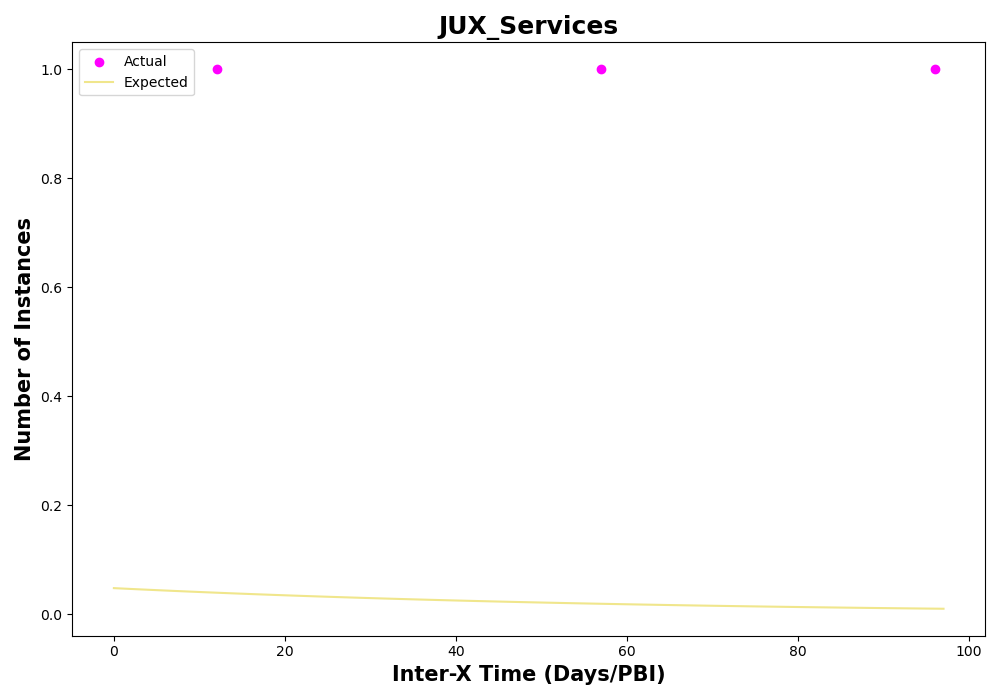 JUX_Services
Actual
Expected
Number of Instances
1.0
0.8
0.6
0.4
0.2
0.0
0 20 40 60 80 100
Inter-X Time (Days/PBI)